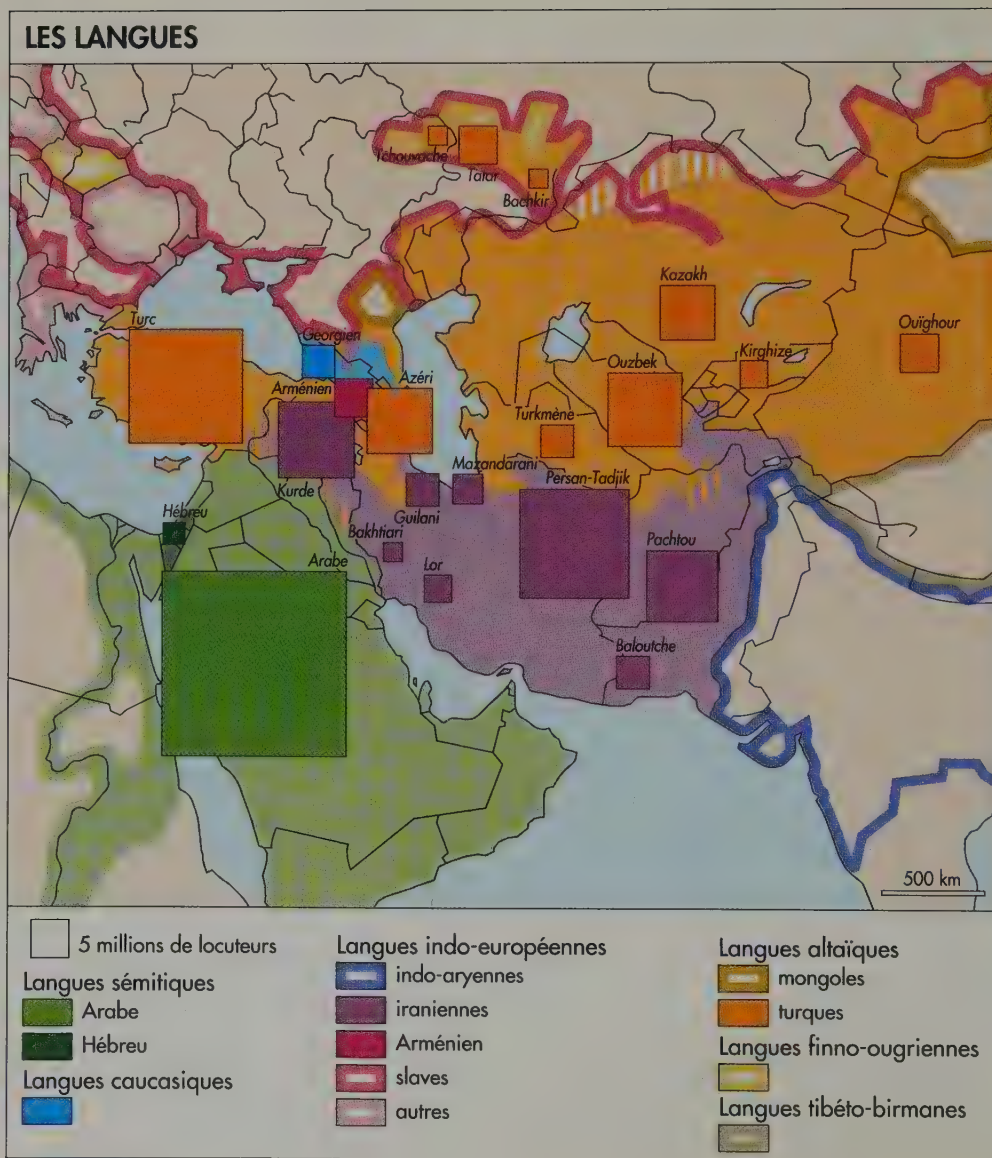 LES LANGUES
Tchouvache
Tatar
Bachkir
Kazakh
Turc
Georgien
Ouïghour
Kirghize
Ouzbek
Arménien
Azéri
Turkmène
Mazandarani
Persan-Tadjik
Kurde
Guilani
Hébreu
Bakhtiari
Pachtou
Arabe
Lor
Baloutche
500 km
5 millions de locuteurs
Langues sémitiques
Arabe
Hébreu
Langues caucasiques
Langues indo-européennes
indo-aryennes
iraniennes
Arménien
slaves
autres
Langues altaïques
mongoles
turques
Langues finno-ougriennes
Langues tibéto-birmanes